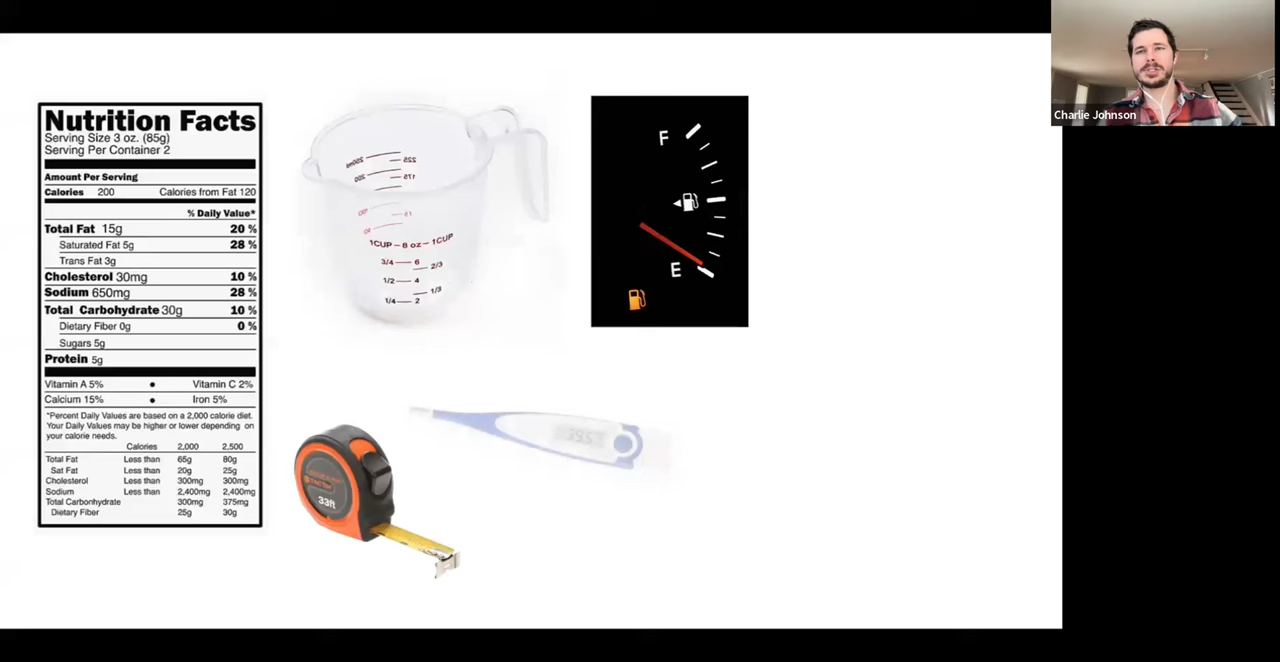 Nutrition Facts
Serving Size 3 oz. (85g)
Serving Per Container 2
Amount Per Serving
Calories 200 Calories from Fat 120
% Daily Value*
Total Fat 15g 20 %
Saturated Fat 5g 28 %
Trans Fat 3g
Cholesterol 30mg 10 %
Sodium 650mg 28 %
Total Carbohydrate 30g 10 %
Dietary Fiber 0g 0 %
Sugars 5g
Protein 5g
Vitamin A 5% ● Vitamin C 2%
Calcium 15% ● Iron 5%
*Percent Daily Values are based on a 2,000 calorie diet.
Your Daily Values may be higher or lower depending on
your calorie needs.
Calories 2,000 2,500
Total Fat Less than 65g 80g
Sat Fat Less than 20g 25g
Cholesterol Less than 300mg 300mg
Sodium Less than 2,400mg 2,400mg
Total Carbonhydrate 300mg 375mg
Dietary Fiber 25g 30g
250ml 225
200 175
1CUP – 8 oz – 1CUP
3/4 6 2/3
1/2 4
1/3
1/4 2
F
E
33ft
39.5
Charlie Johnson